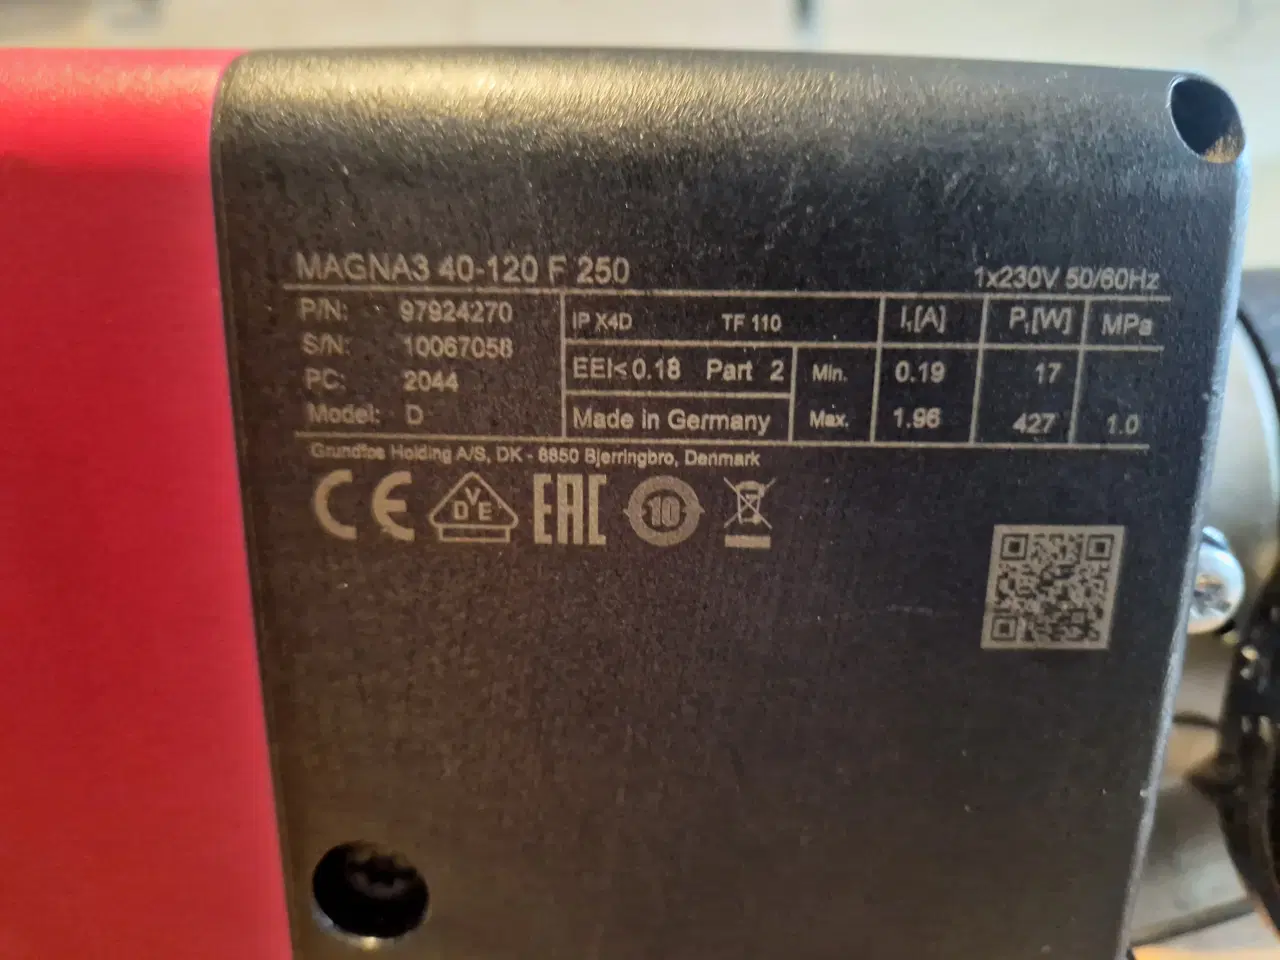 MAGNA3 40-120 F 250
1x230V 50/60Hz
P/N: 97924270
S/N: 10067058
PC: 2044
Model: D
IP X4D TF 110 I₁[A] P₁[W] MPa
EEI<0.18 Part 2 Min. 0.19 17
Made in Germany Max. 1.96 427 1.0
Grundfos Holding A/S, DK - 8850 Bjerringbro, Denmark
CE VDE EAC 10